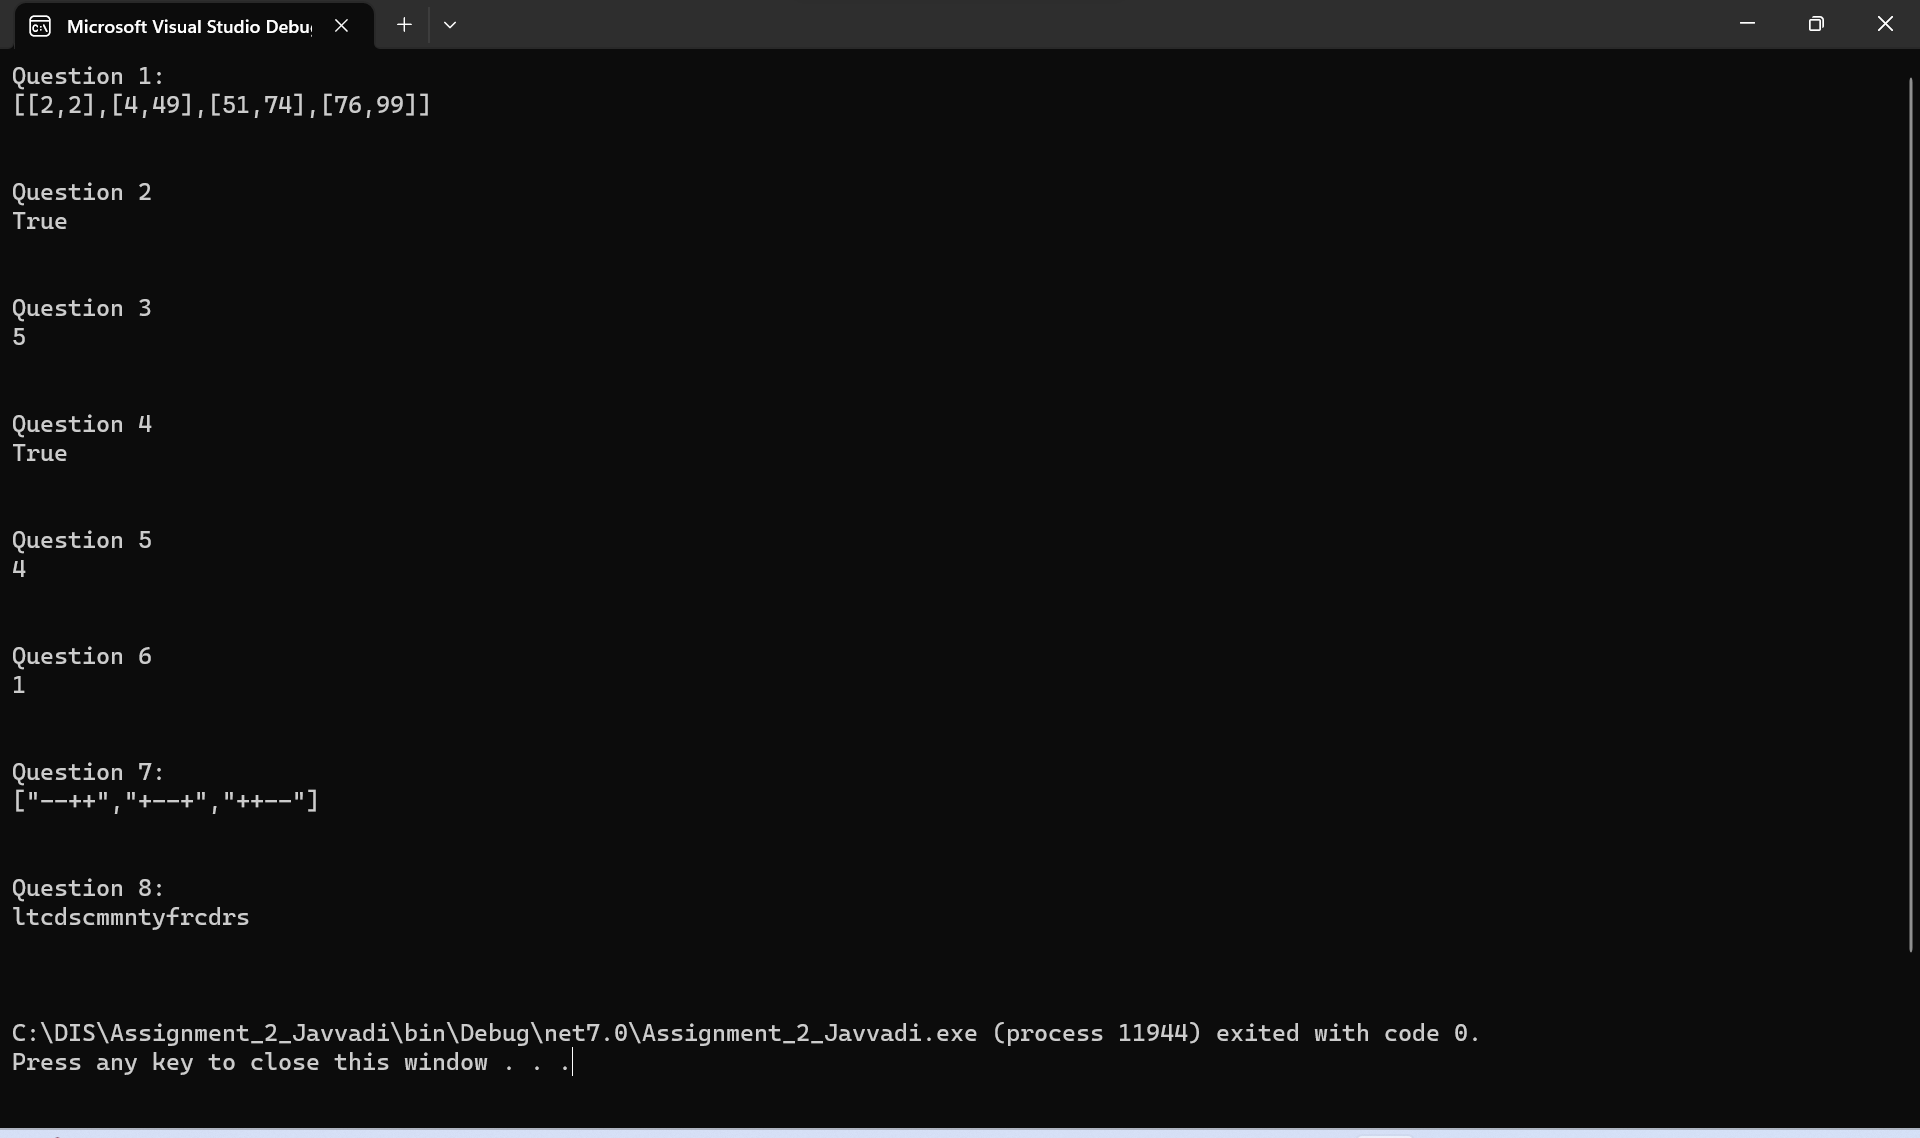 Microsoft Visual Studio Debu
Question 1:
[[2,2],[4,49],[51,74],[76,99]]
Question 2
True
Question 3
5
Question 4
True
Question 5
4
Question 6
1
Question 7:
["--++","+--+","++--"]
Question 8:
ltcdscmmntyfrcdrs
C:\DIS\Assignment_2_Javvadi\bin\Debug\net7.0\Assignment_2_Javvadi.exe (process 11944) exited with code 0.
Press any key to close this window . . .